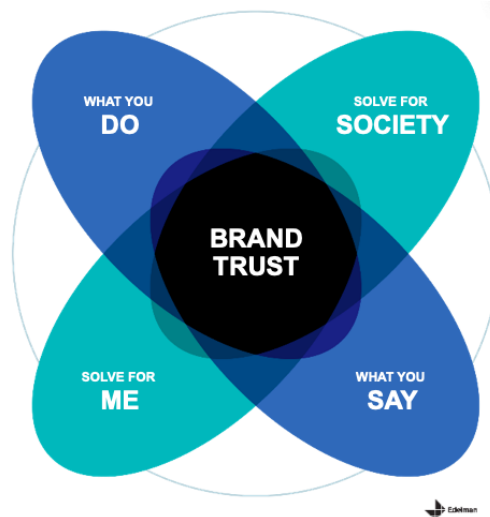 WHAT YOU
DO
SOLVE FOR
SOCIETY
BRAND
TRUST
SOLVE FOR
ME
WHAT YOU
SAY
Edelman